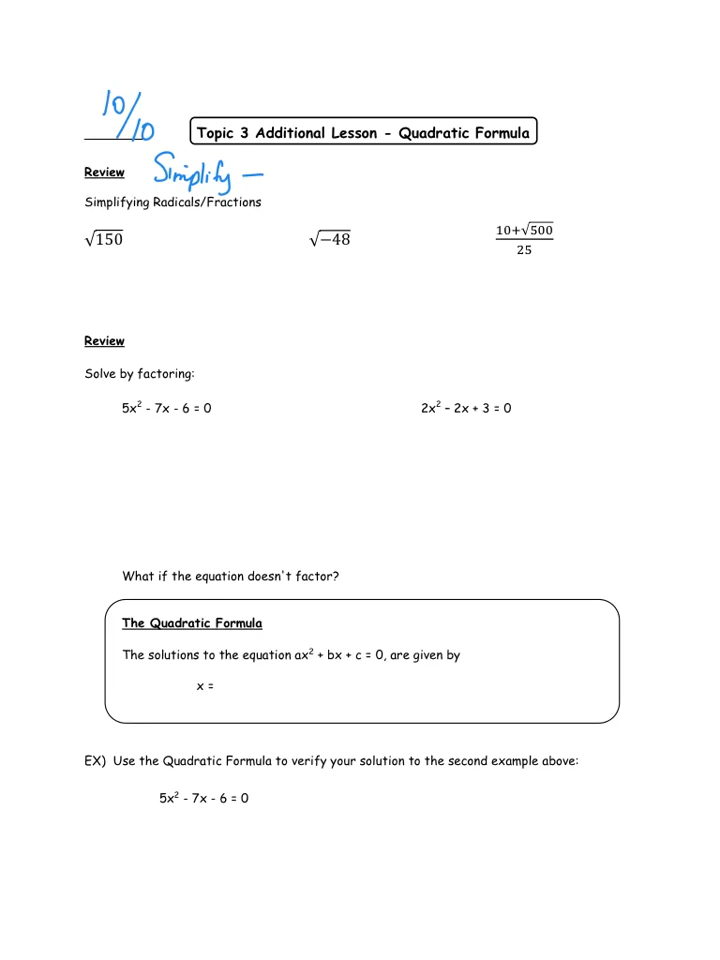 10/10
Topic 3 Additional Lesson - Quadratic Formula
Review Simplify —
Simplifying Radicals/Fractions
√150 √−48 (10+√500)/25
Review
Solve by factoring:
5x² - 7x - 6 = 0 2x² – 2x + 3 = 0
What if the equation doesn't factor?
The Quadratic Formula
The solutions to the equation ax² + bx + c = 0, are given by
x =
EX) Use the Quadratic Formula to verify your solution to the second example above:
5x² - 7x - 6 = 0